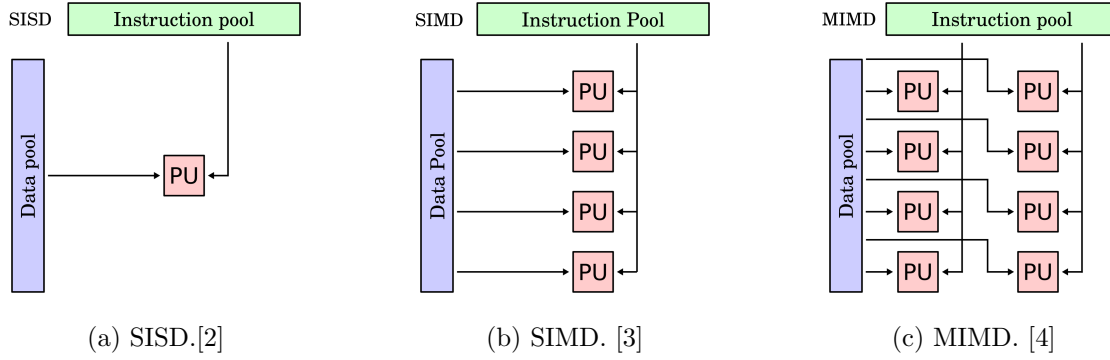 SISD Instruction pool
Data pool
PU
(a) SISD.[2]
SIMD Instruction Pool
Data Pool
PU
PU
PU
PU
(b) SIMD. [3]
MIMD Instruction pool
Data pool
PU PU
PU PU
PU PU
PU PU
(c) MIMD. [4]